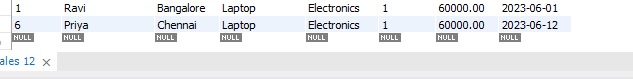 1 Ravi Bangalore Laptop Electronics 1 60000.00 2023-06-01
6 Priya Chennai Laptop Electronics 1 60000.00 2023-06-12
NULL NULL NULL NULL NULL NULL NULL NULL
ales 12 ×